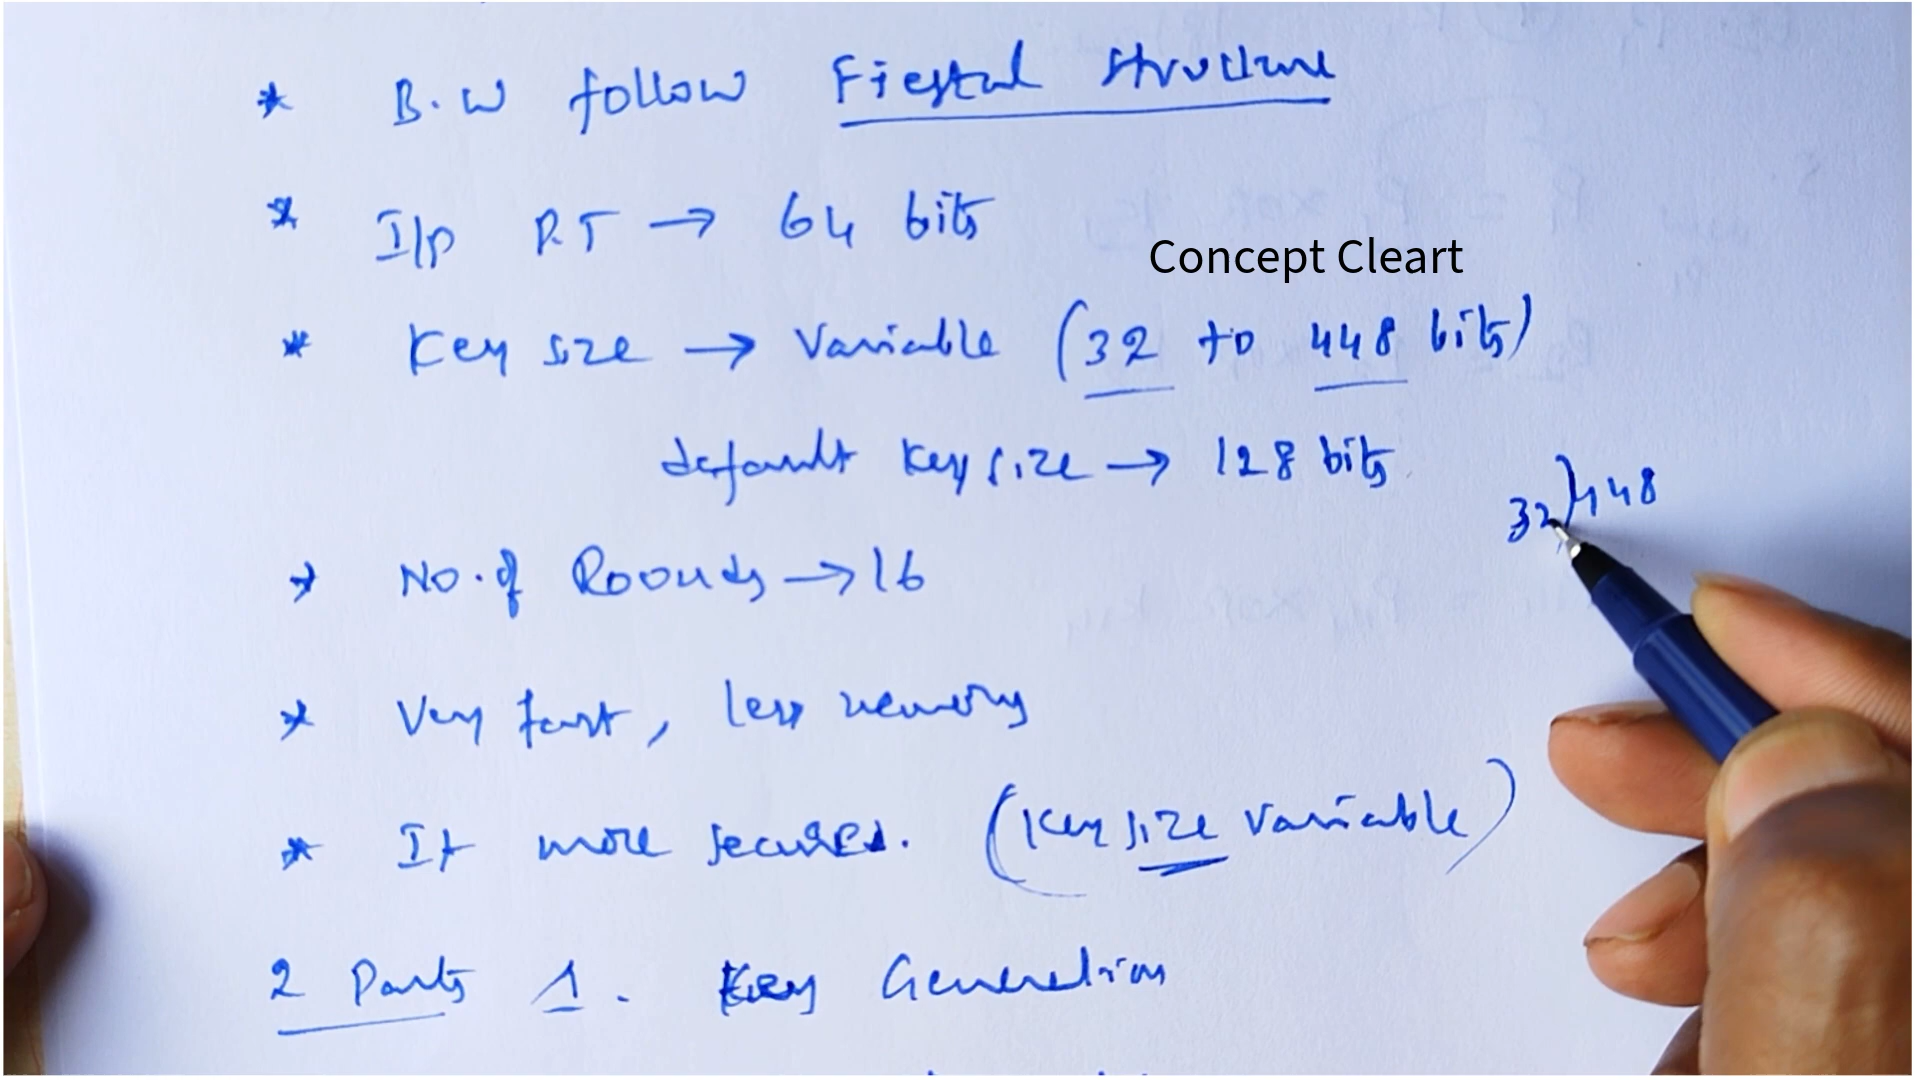 * B.W follow Fiestal structure
* I/p P.T → 64 bits
Concept Cleart
* Key size → Variable (32 to 448 bits)
default key size → 128 bits
32)448
* No. of Roounds → 16
* Very fast, less memory
* It more secured. (Key size variable)
2 Parts 1. Key Generation